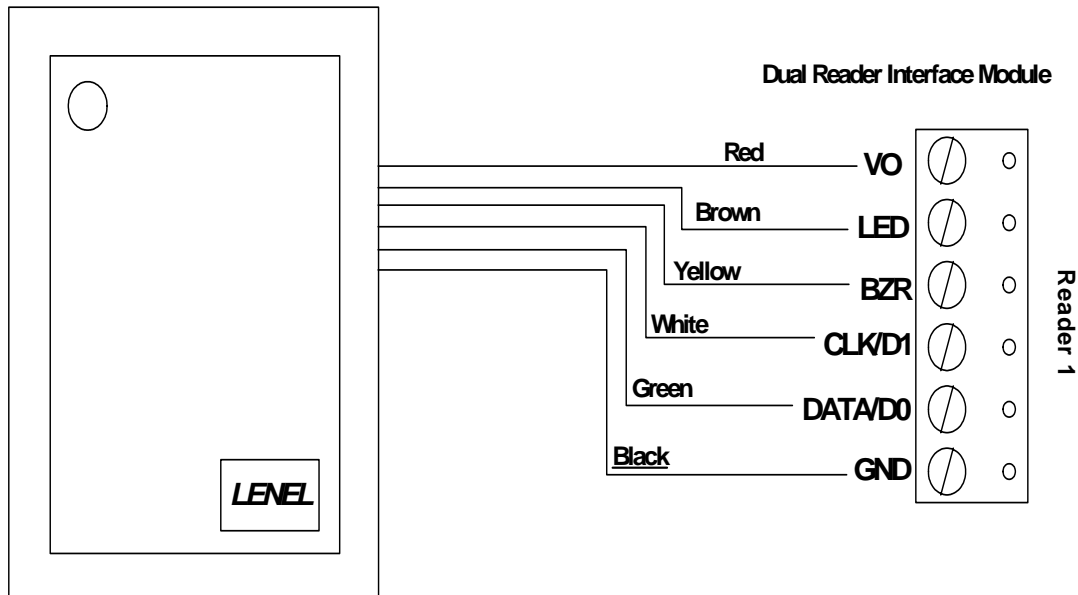 Dual Reader Interface Module
Red
VO
Brown
LED
Yellow
BZR
White
CLK/D1
Green
DATA/D0
Black
GND
Reader 1
LENEL